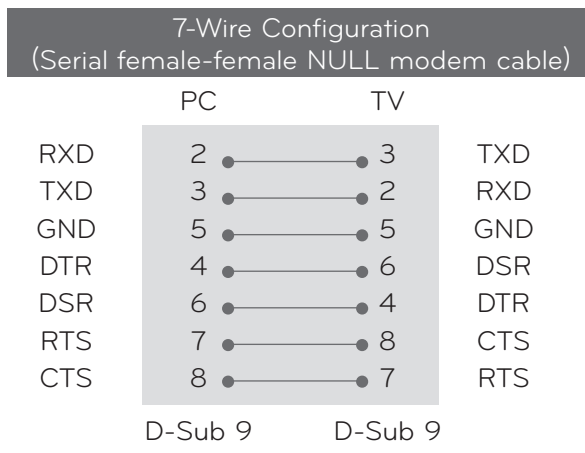 7-Wire Configuration
(Serial female-female NULL modem cable)
PC TV
RXD 2 3 TXD
TXD 3 2 RXD
GND 5 5 GND
DTR 4 6 DSR
DSR 6 4 DTR
RTS 7 8 CTS
CTS 8 7 RTS
D-Sub 9 D-Sub 9